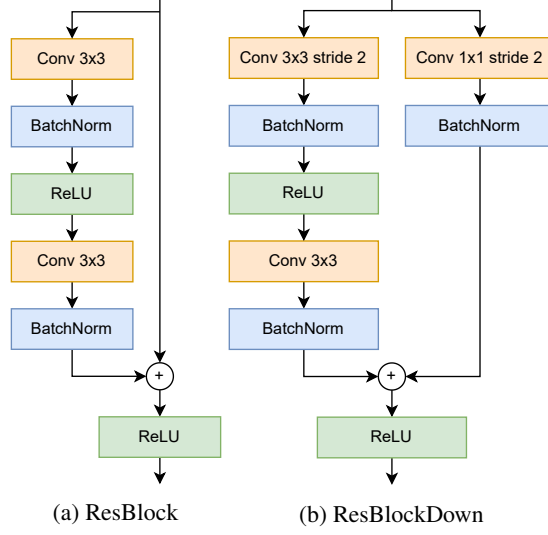 Conv 3x3
BatchNorm
ReLU
Conv 3x3
BatchNorm
+
ReLU
(a) ResBlock
Conv 3x3 stride 2
Conv 1x1 stride 2
BatchNorm
BatchNorm
ReLU
Conv 3x3
BatchNorm
+
ReLU
(b) ResBlockDown